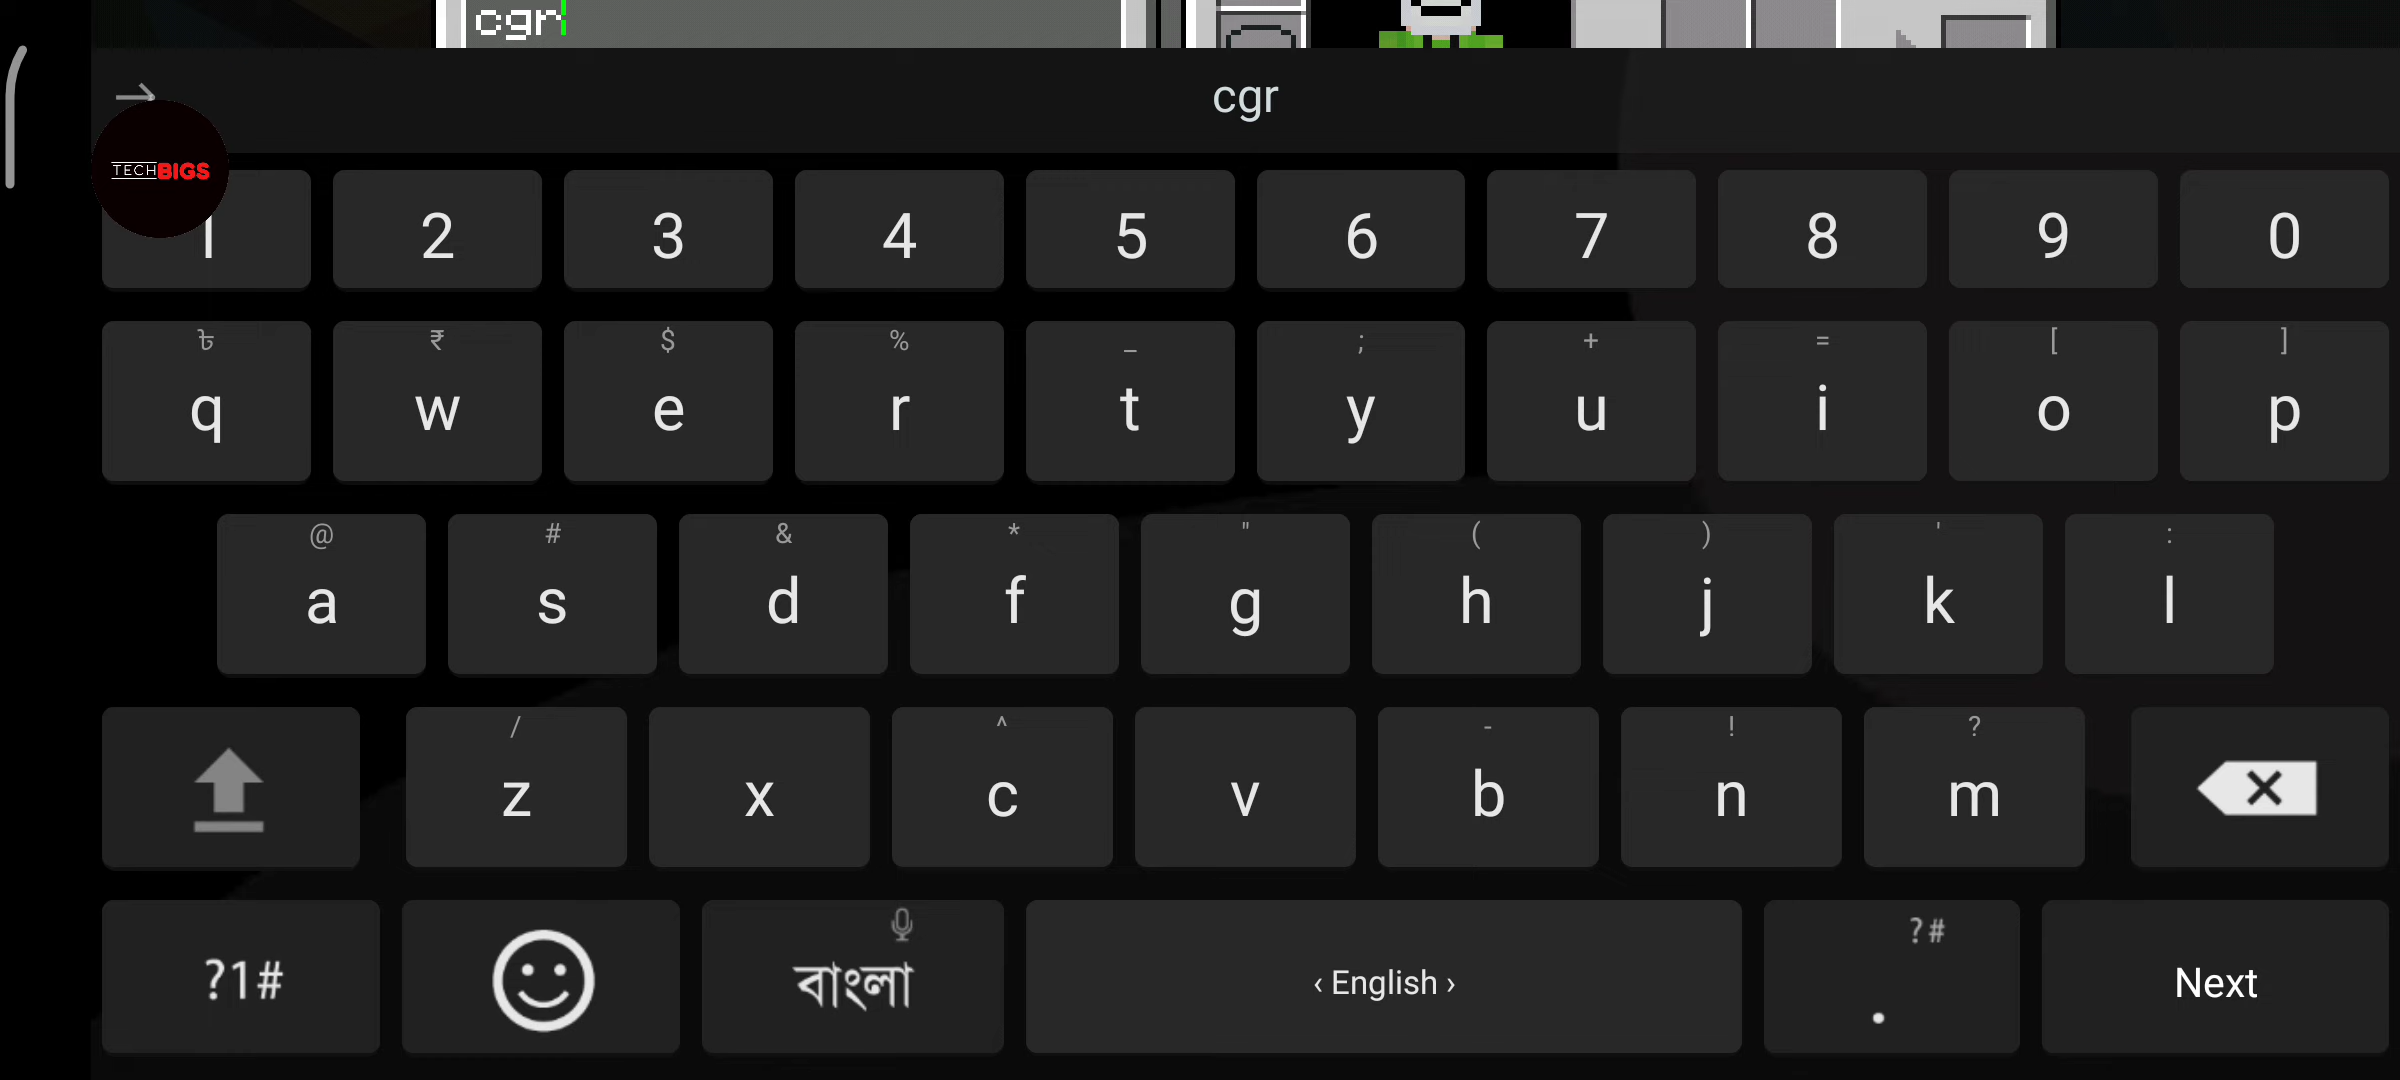 cgr
→ cgr
TECHBIGS
1 2 3 4 5 6 7 8 9 0
৳ ₹ $ % _ ; + = [ ]
q w e r t y u i o p
@ # & * " ( ) ' :
a s d f g h j k l
/ ^ - ! ?
z x c v b n m
?#
?1# বাংলা ‹ English › . Next